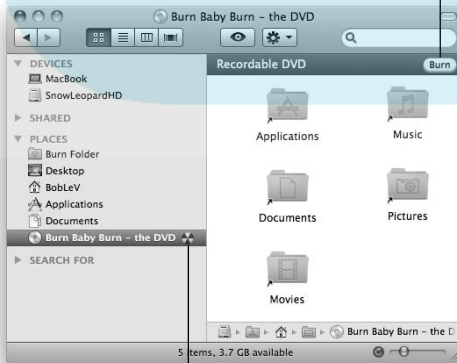 Burn Baby Burn – the DVD
DEVICES
MacBook
SnowLeopardHD
SHARED
PLACES
Burn Folder
Desktop
BobLeV
Applications
Documents
Burn Baby Burn – the DVD
SEARCH FOR
Recordable DVD
Burn
Applications
Music
Documents
Pictures
Movies
Burn Baby Burn – the D
5 items, 3.7 GB available